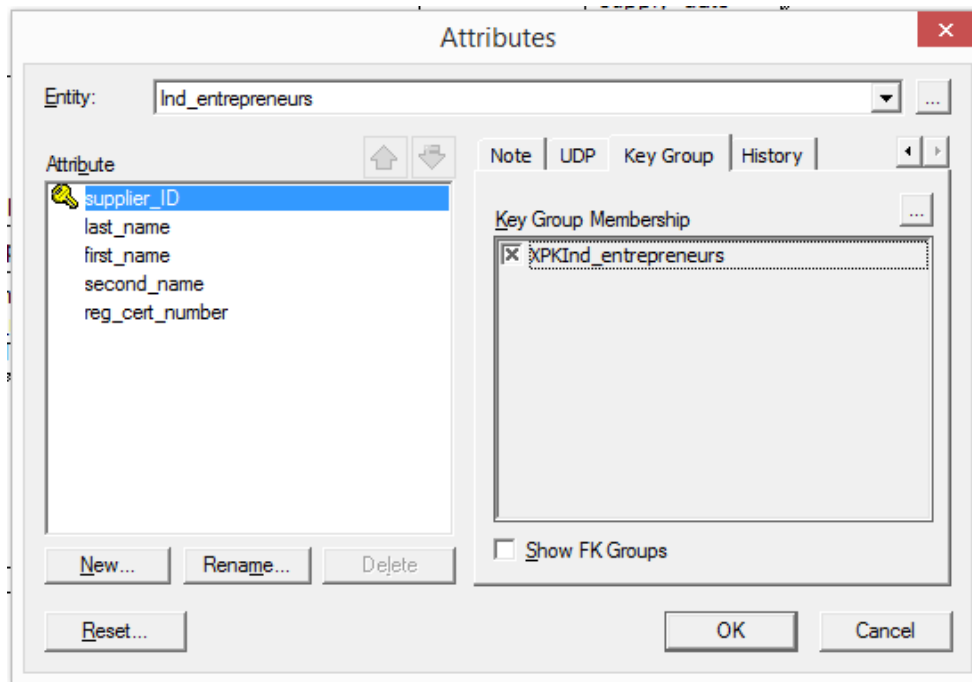 Attributes
Entity: Ind_entrepreneurs ...
Attribute
supplier_ID
last_name
first_name
second_name
reg_cert_number
Note UDP Key Group History
Key Group Membership ...
XPKInd_entrepreneurs
Show FK Groups
New... Rename... Delete
Reset... OK Cancel